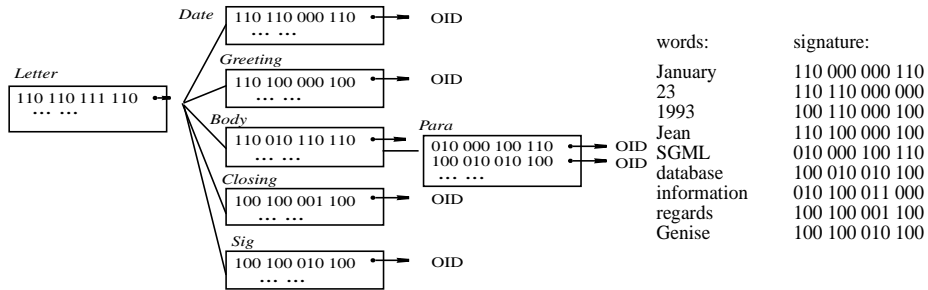 Letter
110 110 111 110
... ...
Date
110 110 000 110
... ...
OID
Greeting
110 100 000 100
... ...
OID
Body
110 010 110 110
... ...
Para
010 000 100 110
100 010 010 100
... ...
OID
OID
Closing
100 100 001 100
... ...
OID
Sig
100 100 010 100
... ...
OID
words: signature:
January 110 000 000 110
23 110 110 000 000
1993 100 110 000 100
Jean 110 100 000 100
SGML 010 000 100 110
database 100 010 010 100
information 010 100 011 000
regards 100 100 001 100
Genise 100 100 010 100